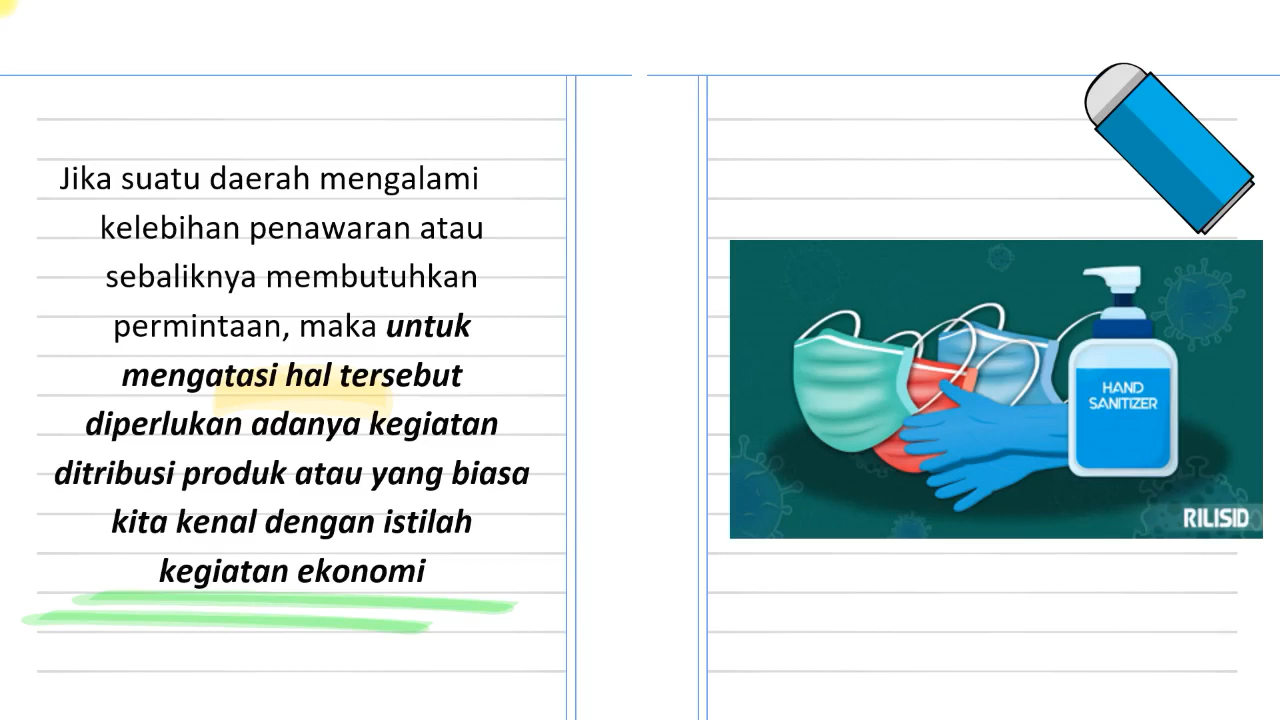 Jika suatu daerah mengalami
kelebihan penawaran atau
sebaliknya membutuhkan
permintaan, maka untuk
mengatasi hal tersebut
diperlukan adanya kegiatan
ditribusi produk atau yang biasa
kita kenal dengan istilah
kegiatan ekonomi
HAND
SANITIZER
RILISID